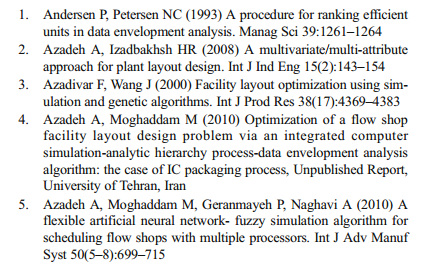 1. Andersen P, Petersen NC (1993) A procedure for ranking efficient
units in data envelopment analysis. Manag Sci 39:1261–1264
2. Azadeh A, Izadbakhsh HR (2008) A multivariate/multi-attribute
approach for plant layout design. Int J Ind Eng 15(2):143–154
3. Azadivar F, Wang J (2000) Facility layout optimization using sim-
ulation and genetic algorithms. Int J Prod Res 38(17):4369–4383
4. Azadeh A, Moghaddam M (2010) Optimization of a flow shop
facility layout design problem via an integrated computer
simulation-analytic hierarchy process-data envelopment analysis
algorithm: the case of IC packaging process, Unpublished Report,
University of Tehran, Iran
5. Azadeh A, Moghaddam M, Geranmayeh P, Naghavi A (2010) A
flexible artificial neural network- fuzzy simulation algorithm for
scheduling flow shops with multiple processors. Int J Adv Manuf
Syst 50(5–8):699–715